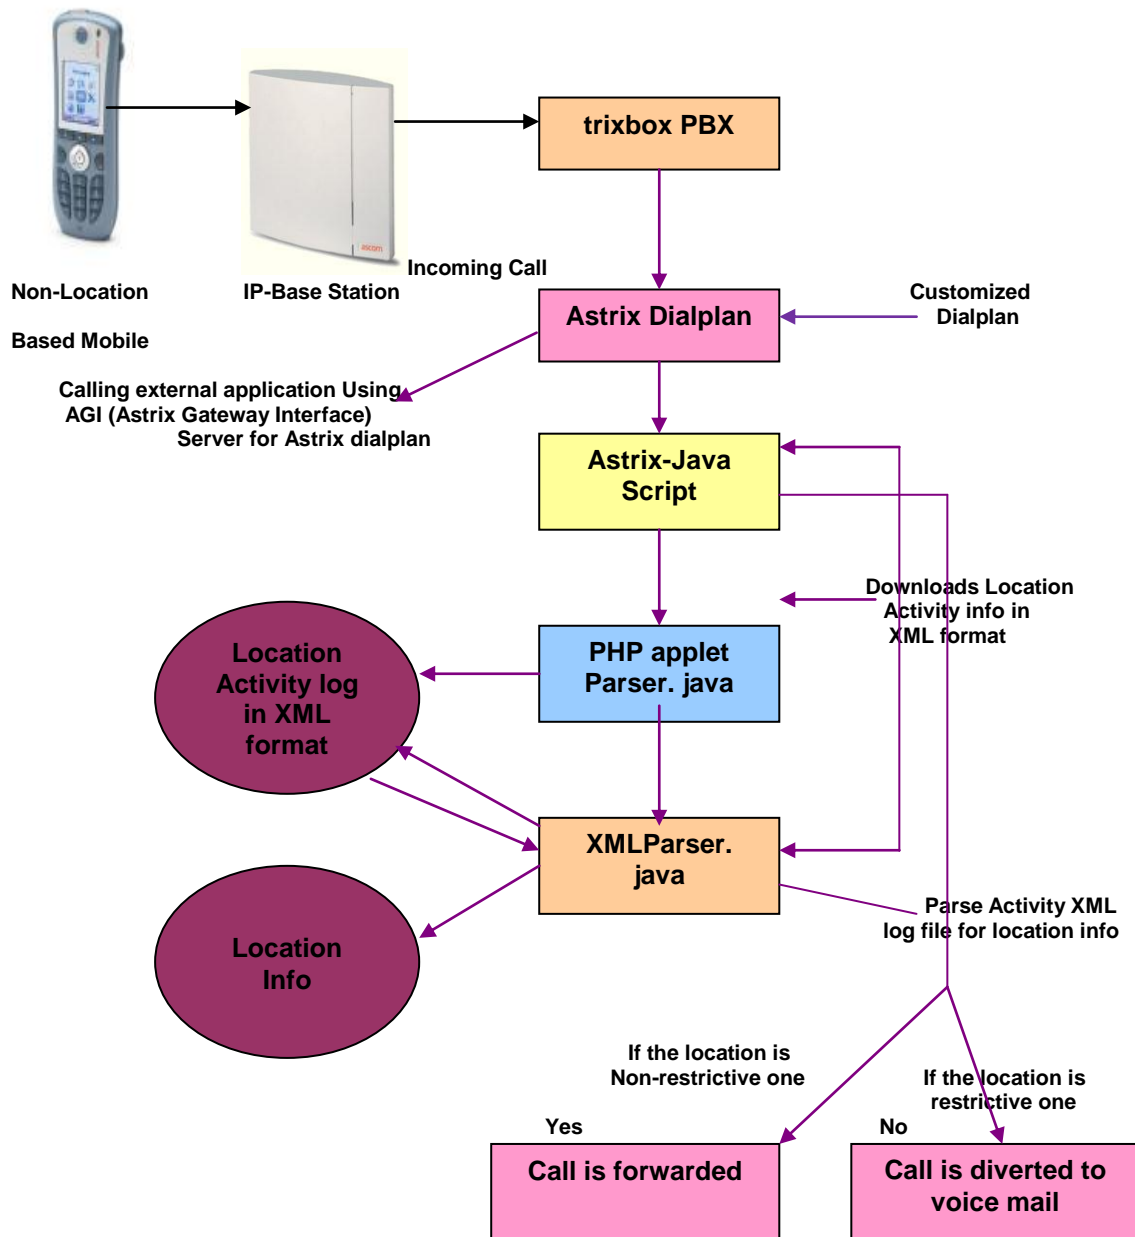 trixbox PBX
ascom
Incoming Call
Non-Location
Based Mobile
IP-Base Station
Astrix Dialplan
Customized
Dialplan
Calling external application Using
AGI (Astrix Gateway Interface)
Server for Astrix dialplan
Astrix-Java
Script
Downloads Location
Activity info in
XML format
PHP applet
Parser. java
Location
Activity log
in XML
format
XMLParser.
java
Parse Activity XML
log file for location info
Location
Info
If the location is
Non-restrictive one
If the location is
restrictive one
Yes
No
Call is forwarded
Call is diverted to
voice mail